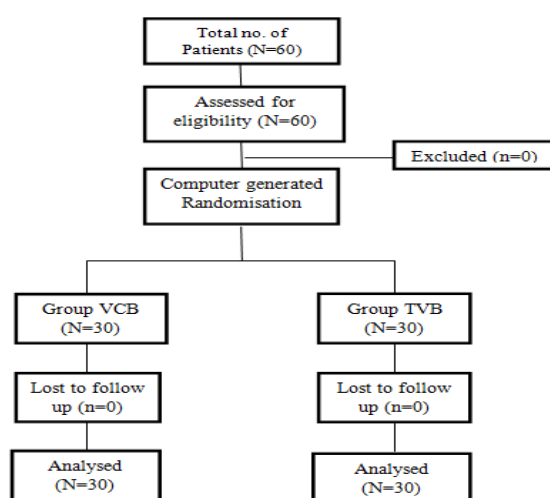 Total no. of
Patients (N=60)
Assessed for
eligibility (N=60)
Excluded (n=0)
Computer generated
Randomisation
Group VCB
(N=30)
Group TVB
(N=30)
Lost to follow
up (n=0)
Lost to follow
up (n=0)
Analysed
(N=30)
Analysed
(N=30)